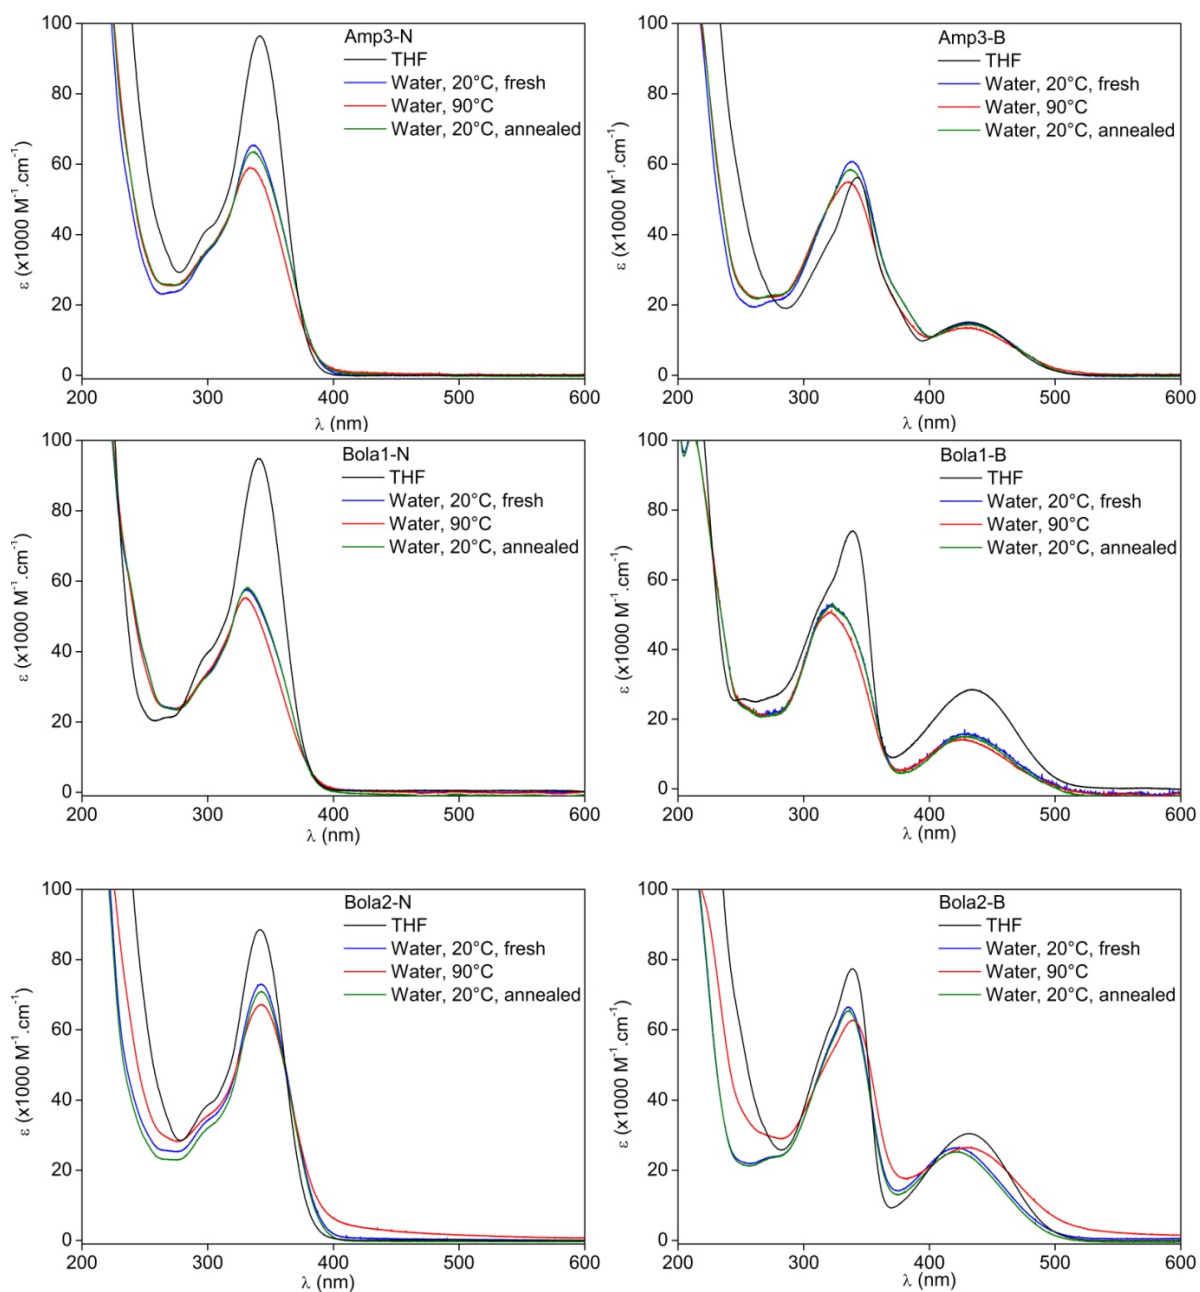 Amp3-N
THF
Water, 20°C, fresh
Water, 90°C
Water, 20°C, annealed
100
80
60
40
20
0
ε (x1000 M⁻¹.cm⁻¹)
200 300 400 500 600
λ (nm)
Amp3-B
THF
Water, 20°C, fresh
Water, 90°C
Water, 20°C, annealed
100
80
60
40
20
0
ε (x1000 M⁻¹.cm⁻¹)
200 300 400 500 600
λ (nm)
Bola1-N
THF
Water, 20°C, fresh
Water, 90°C
Water, 20°C, annealed
100
80
60
40
20
0
ε (x1000 M⁻¹.cm⁻¹)
200 300 400 500 600
λ (nm)
Bola1-B
THF
Water, 20°C, fresh
Water, 90°C
Water, 20°C, annealed
100
80
60
40
20
0
ε (x1000 M⁻¹.cm⁻¹)
200 300 400 500 600
λ (nm)
Bola2-N
THF
Water, 20°C, fresh
Water, 90°C
Water, 20°C, annealed
100
80
60
40
20
0
ε (x1000 M⁻¹.cm⁻¹)
200 300 400 500 600
λ (nm)
Bola2-B
THF
Water, 20°C, fresh
Water, 90°C
Water, 20°C, annealed
100
80
60
40
20
0
ε (x1000 M⁻¹.cm⁻¹)
200 300 400 500 600
λ (nm)